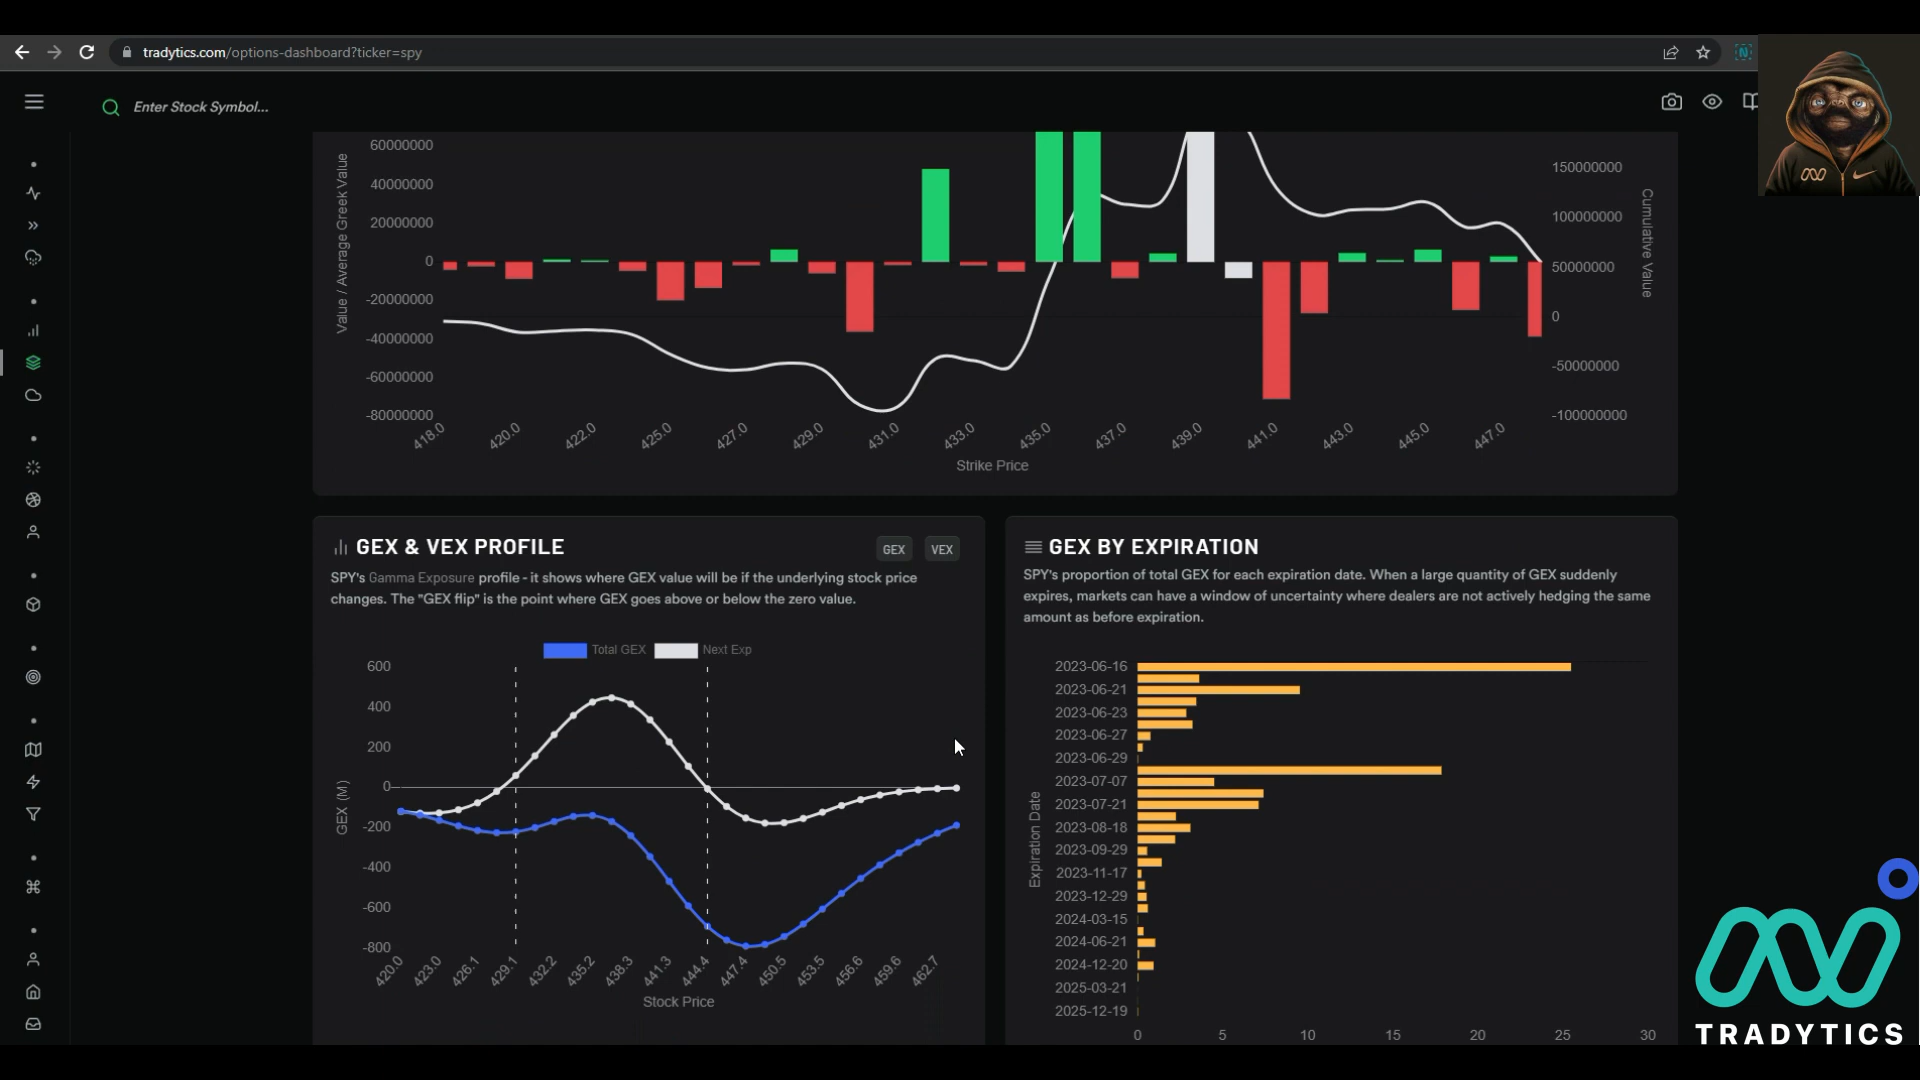 tradytics.com/options-dashboard?ticker=spy
Enter Stock Symbol...
Value / Average Greek Value
60000000
40000000
20000000
0
-20000000
-40000000
-60000000
-80000000
150000000
100000000
50000000
0
-50000000
-100000000
Cumulative Value
418.0 420.0 422.0 425.0 427.0 429.0 431.0 433.0 435.0 437.0 439.0 441.0 443.0 445.0 447.0
Strike Price
GEX & VEX PROFILE
GEX VEX
SPY's Gamma Exposure profile - it shows where GEX value will be if the underlying stock price
changes. The "GEX flip" is the point where GEX goes above or below the zero value.
Total GEX Next Exp
GEX (M)
600
400
200
0
-200
-400
-600
-800
420.0 423.0 426.1 429.1 432.2 435.2 438.3 441.3 444.4 447.4 450.5 453.5 456.6 459.6 462.7
Stock Price
GEX BY EXPIRATION
SPY's proportion of total GEX for each expiration date. When a large quantity of GEX suddenly
expires, markets can have a window of uncertainty where dealers are not actively hedging the same
amount as before expiration.
Expiration Date
2023-06-16
2023-06-21
2023-06-23
2023-06-27
2023-06-29
2023-07-07
2023-07-21
2023-08-18
2023-09-29
2023-11-17
2023-12-29
2024-03-15
2024-06-21
2024-12-20
2025-03-21
2025-12-19
0 5 10 15 20 25 30
TRADYTICS